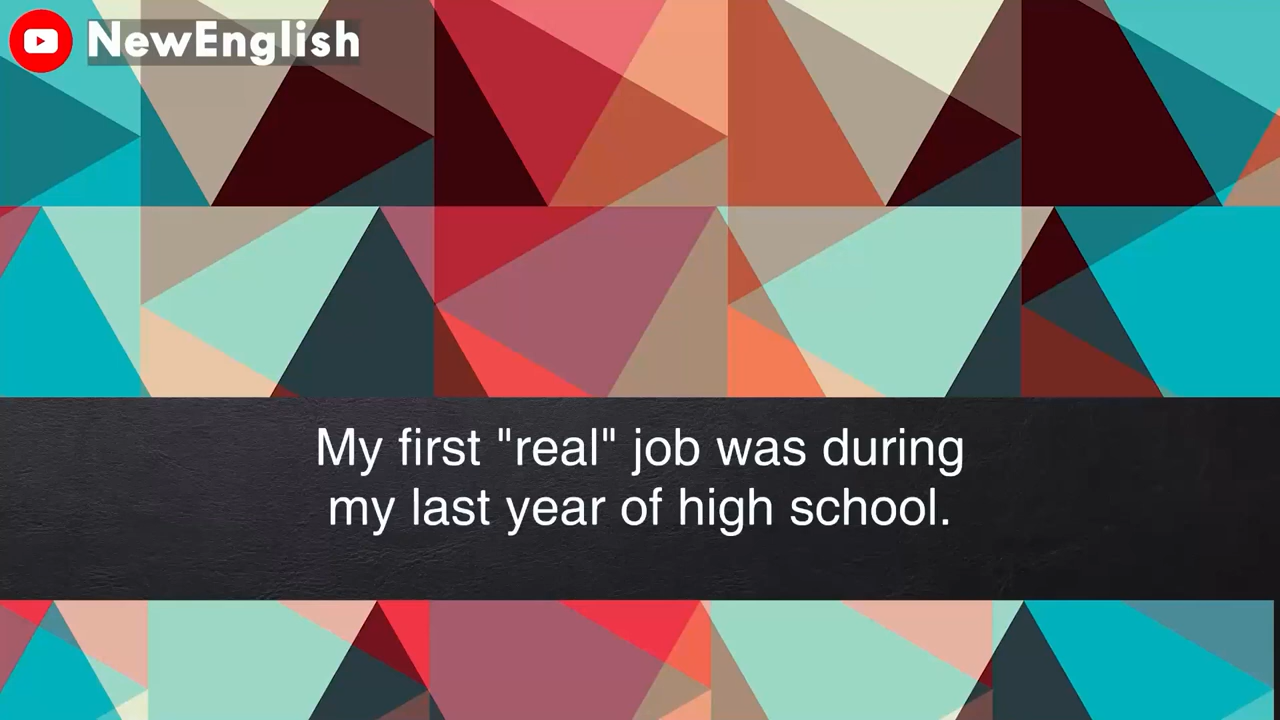 NewEnglish
My first "real" job was during
my last year of high school.